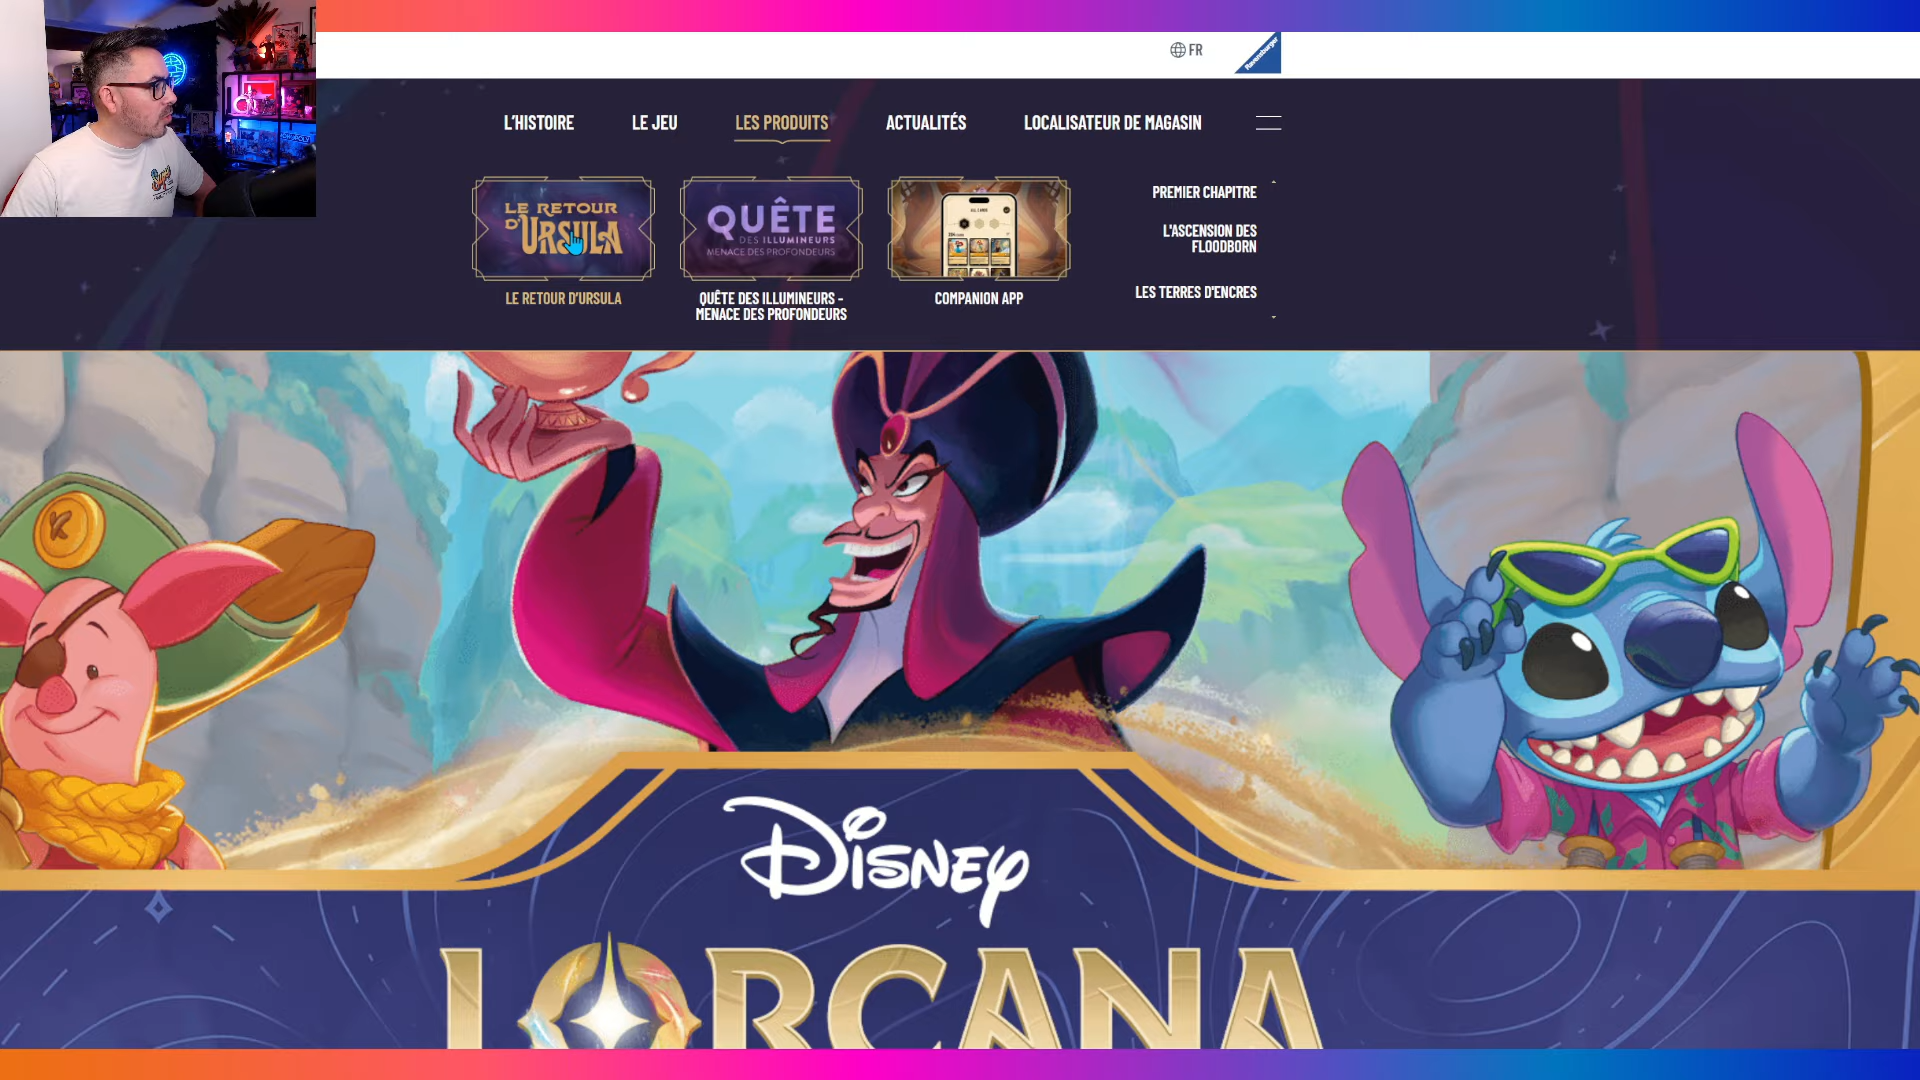 FR
Ravensburger
L'HISTOIRE
LE JEU
LES PRODUITS
ACTUALITÉS
LOCALISATEUR DE MAGASIN
LE RETOUR
D'URSULA
LE RETOUR D'URSULA
QUÊTE
DES ILLUMINEURS
MENACE DES PROFONDEURS
QUÊTE DES ILLUMINEURS -
MENACE DES PROFONDEURS
COMPANION APP
PREMIER CHAPITRE
L'ASCENSION DES
FLOODBORN
LES TERRES D'ENCRES
K
Disney
LORCANA